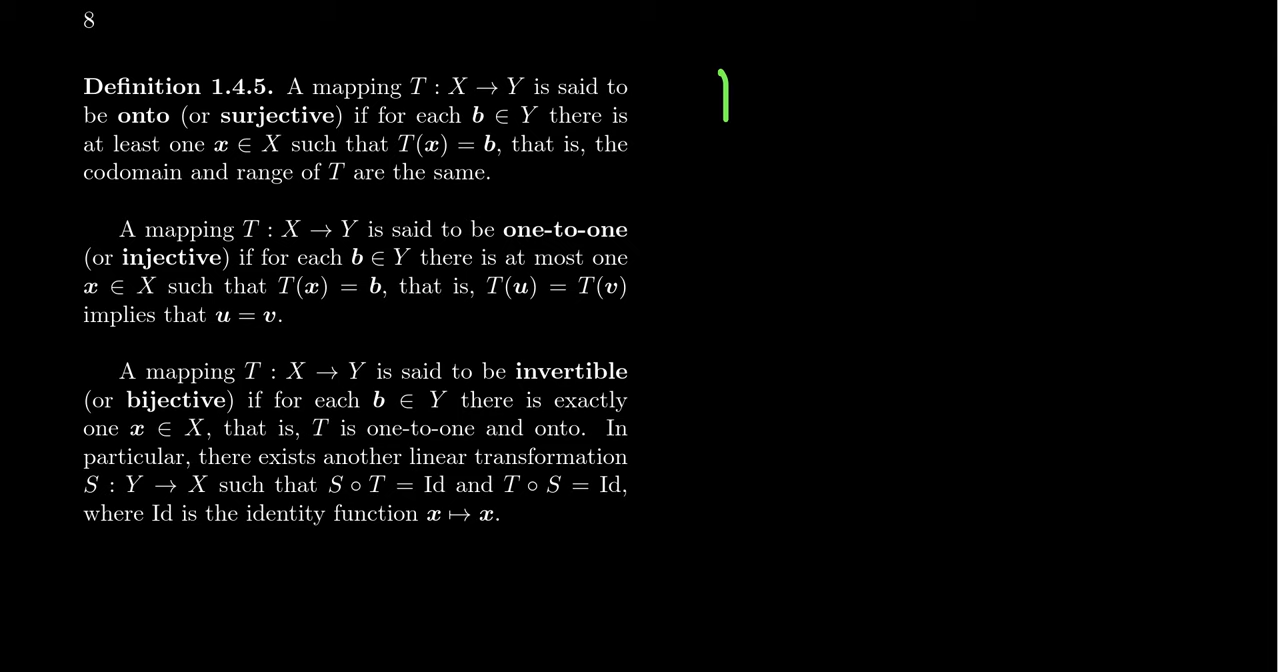 8
Definition 1.4.5. A mapping T : X → Y is said to
be onto (or surjective) if for each b ∈ Y there is
at least one x ∈ X such that T(x) = b, that is, the
codomain and range of T are the same.
A mapping T : X → Y is said to be one-to-one
(or injective) if for each b ∈ Y there is at most one
x ∈ X such that T(x) = b, that is, T(u) = T(v)
implies that u = v.
A mapping T : X → Y is said to be invertible
(or bijective) if for each b ∈ Y there is exactly
one x ∈ X, that is, T is one-to-one and onto. In
particular, there exists another linear transformation
S : Y → X such that S ∘ T = Id and T ∘ S = Id,
where Id is the identity function x ↦ x.